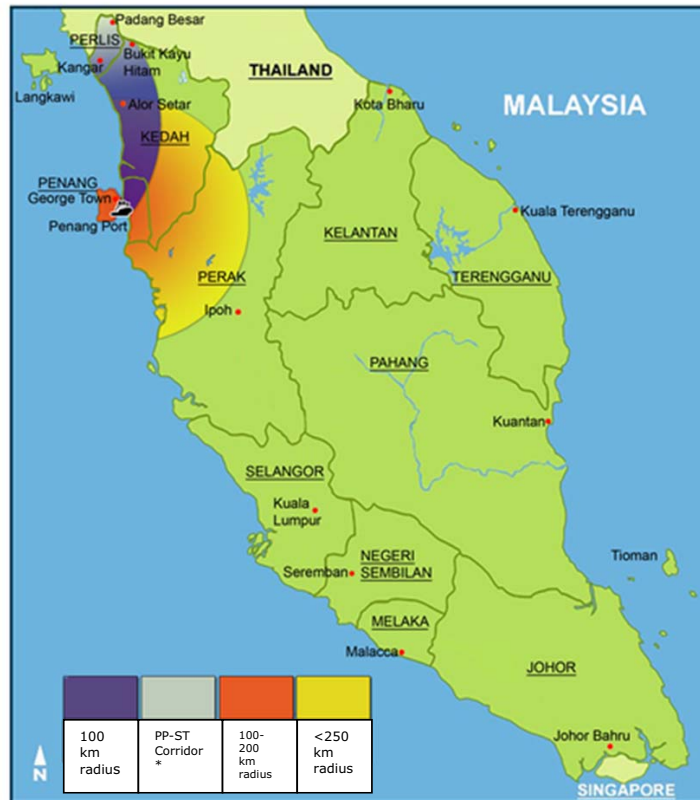 Padang Besar
PERLIS
Bukit Kayu
Hitam
Kangar
THAILAND
Langkawi
Alor Setar
Kota Bharu
MALAYSIA
KEDAH
PENANG
George Town
Penang Port
Kuala Terengganu
KELANTAN
PERAK
TERENGGANU
Ipoh
PAHANG
Kuantan
SELANGOR
Kuala
Lumpur
NEGERI
SEMBILAN
Seremban
Tioman
MELAKA
Malacca
JOHOR
Johor Bahru
SINGAPORE
N
100
km
radius
PP-ST
Corridor
*
100-
200
km
radius
<250
km
radius